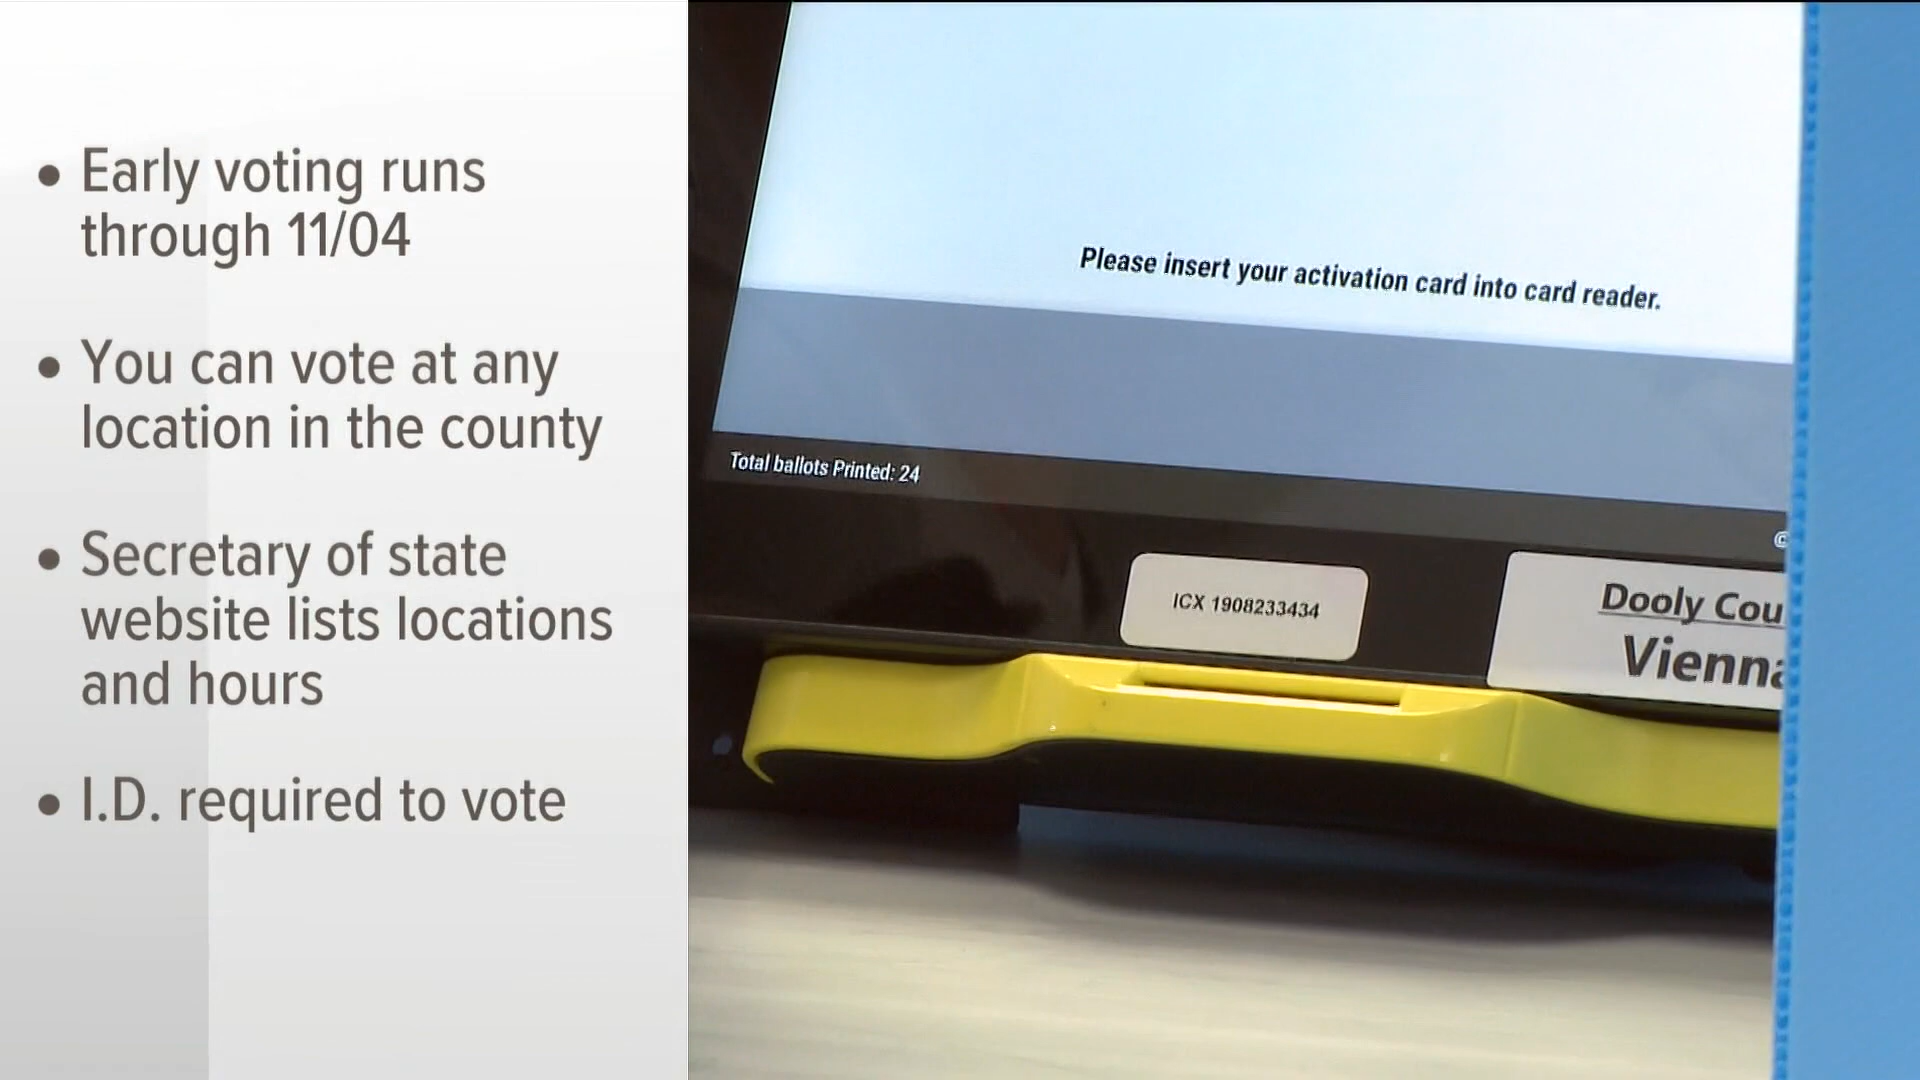 • Early voting runs
through 11/04
• You can vote at any
location in the county
• Secretary of state
website lists locations
and hours
• I.D. required to vote
Please insert your activation card into card reader.
Total ballots Printed: 24
©
ICX 1908233434
Dooly Cou
Vienna